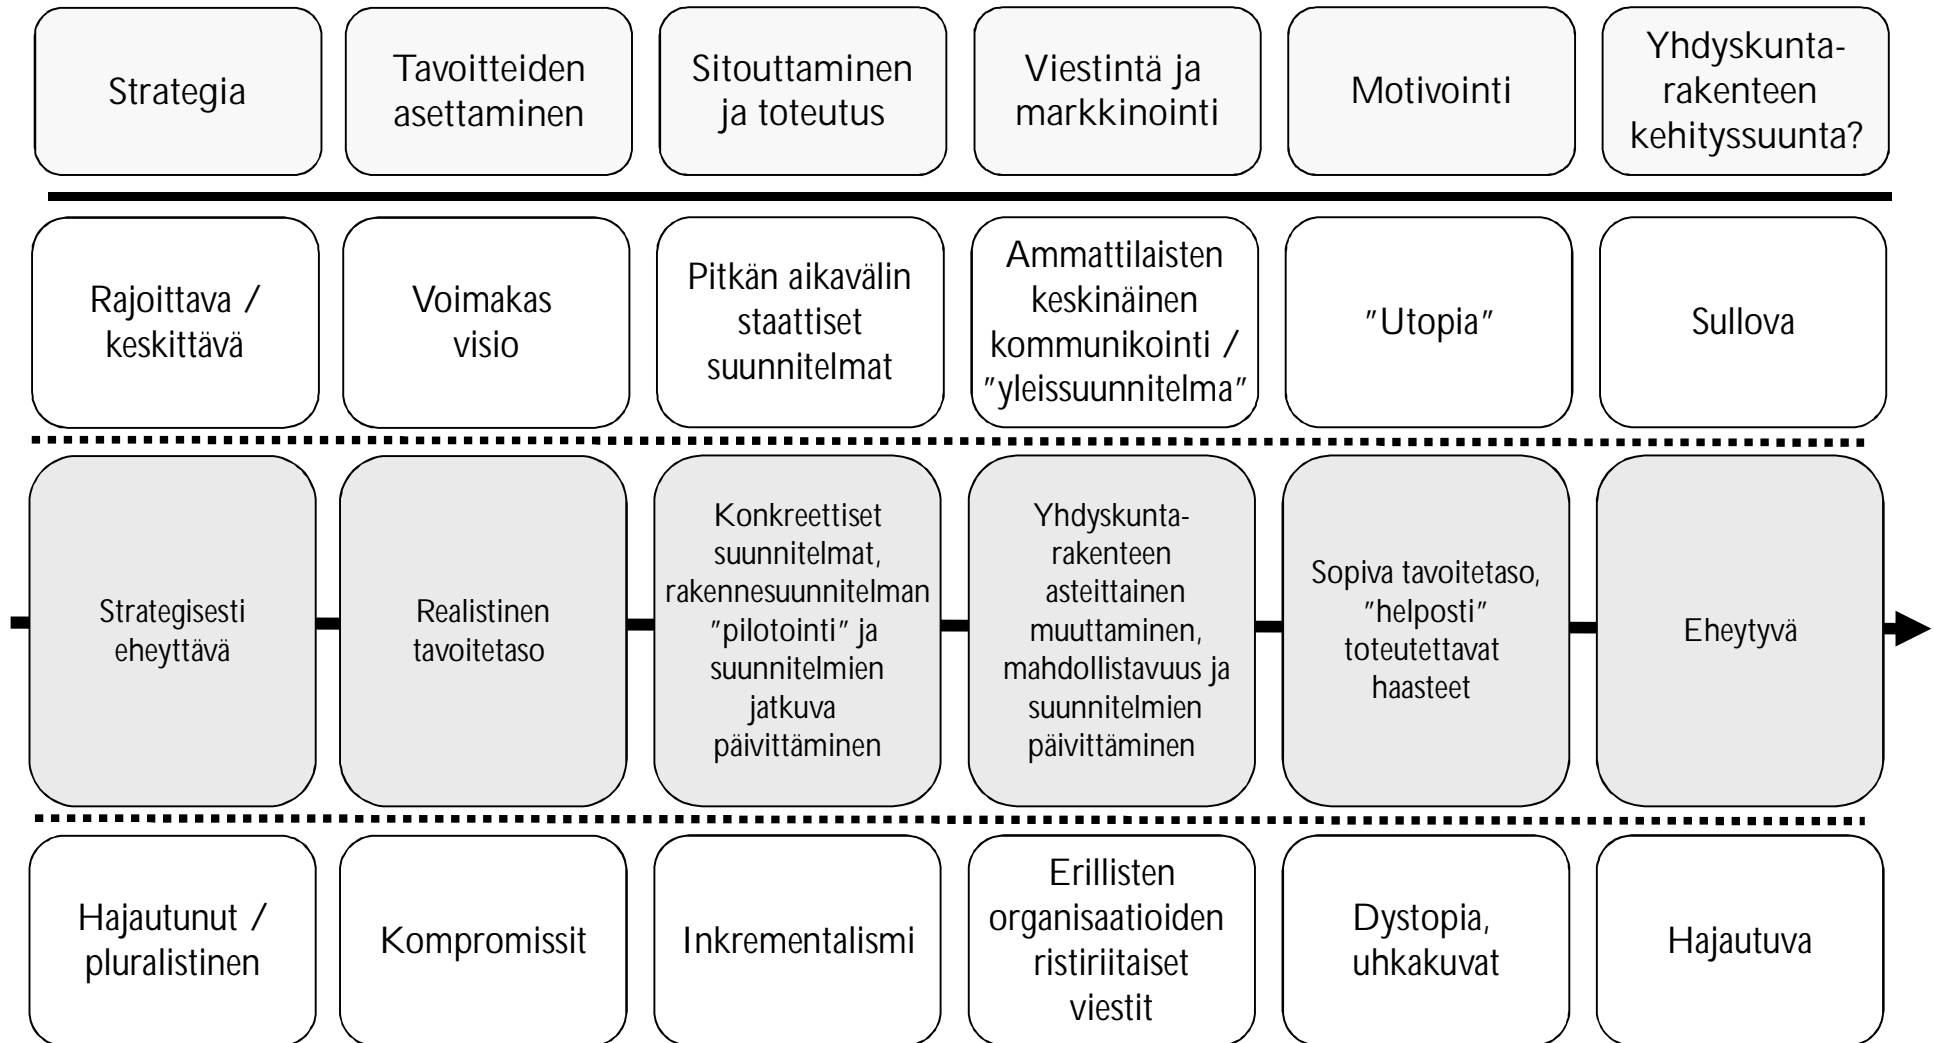 Strategia
Tavoitteiden
asettaminen
Sitouttaminen
ja toteutus
Viestintä ja
markkinointi
Motivointi
Yhdyskunta-
rakenteen
kehityssuunta?
Rajoittava /
keskittävä
Voimakas
visio
Pitkän aikavälin
staattiset
suunnitelmat
Ammattilaisten
keskinäinen
kommunikointi /
"yleissuunnitelma"
"Utopia"
Sullova
Strategisesti
eheyttävä
Realistinen
tavoitetaso
Konkreettiset
suunnitelmat,
rakennesuunnitelman
"pilotointi" ja
suunnitelmien
jatkuva
päivittäminen
Yhdyskunta-
rakenteen
asteittainen
muuttaminen,
mahdollistavuus ja
suunnitelmien
päivittäminen
Sopiva tavoitetaso,
"helposti"
toteutettavat
haasteet
Eheytyvä
Hajautunut /
pluralistinen
Kompromissit
Inkrementalismi
Erillisten
organisaatioiden
ristiriitaiset
viestit
Dystopia,
uhkakuvat
Hajautuva